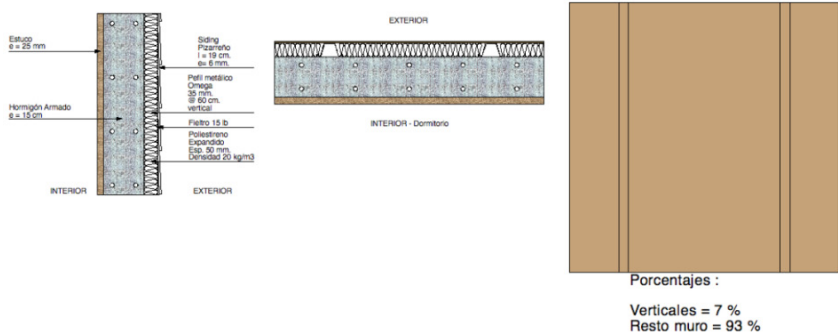 Estuco
e = 25 mm
Hormigón Armado
e = 15 cm
INTERIOR
Siding
Pizarreño
l = 19 cm.
e= 6 mm.
Pefil metálico
Omega
35 mm.
@ 60 cm.
vertical
Fieltro 15 lb
Poliestireno
Expandido
Esp. 50 mm.
Densidad 20 kg/m3
EXTERIOR
EXTERIOR
INTERIOR - Dormitorio
Porcentajes :
Verticales = 7 %
Resto muro = 93 %